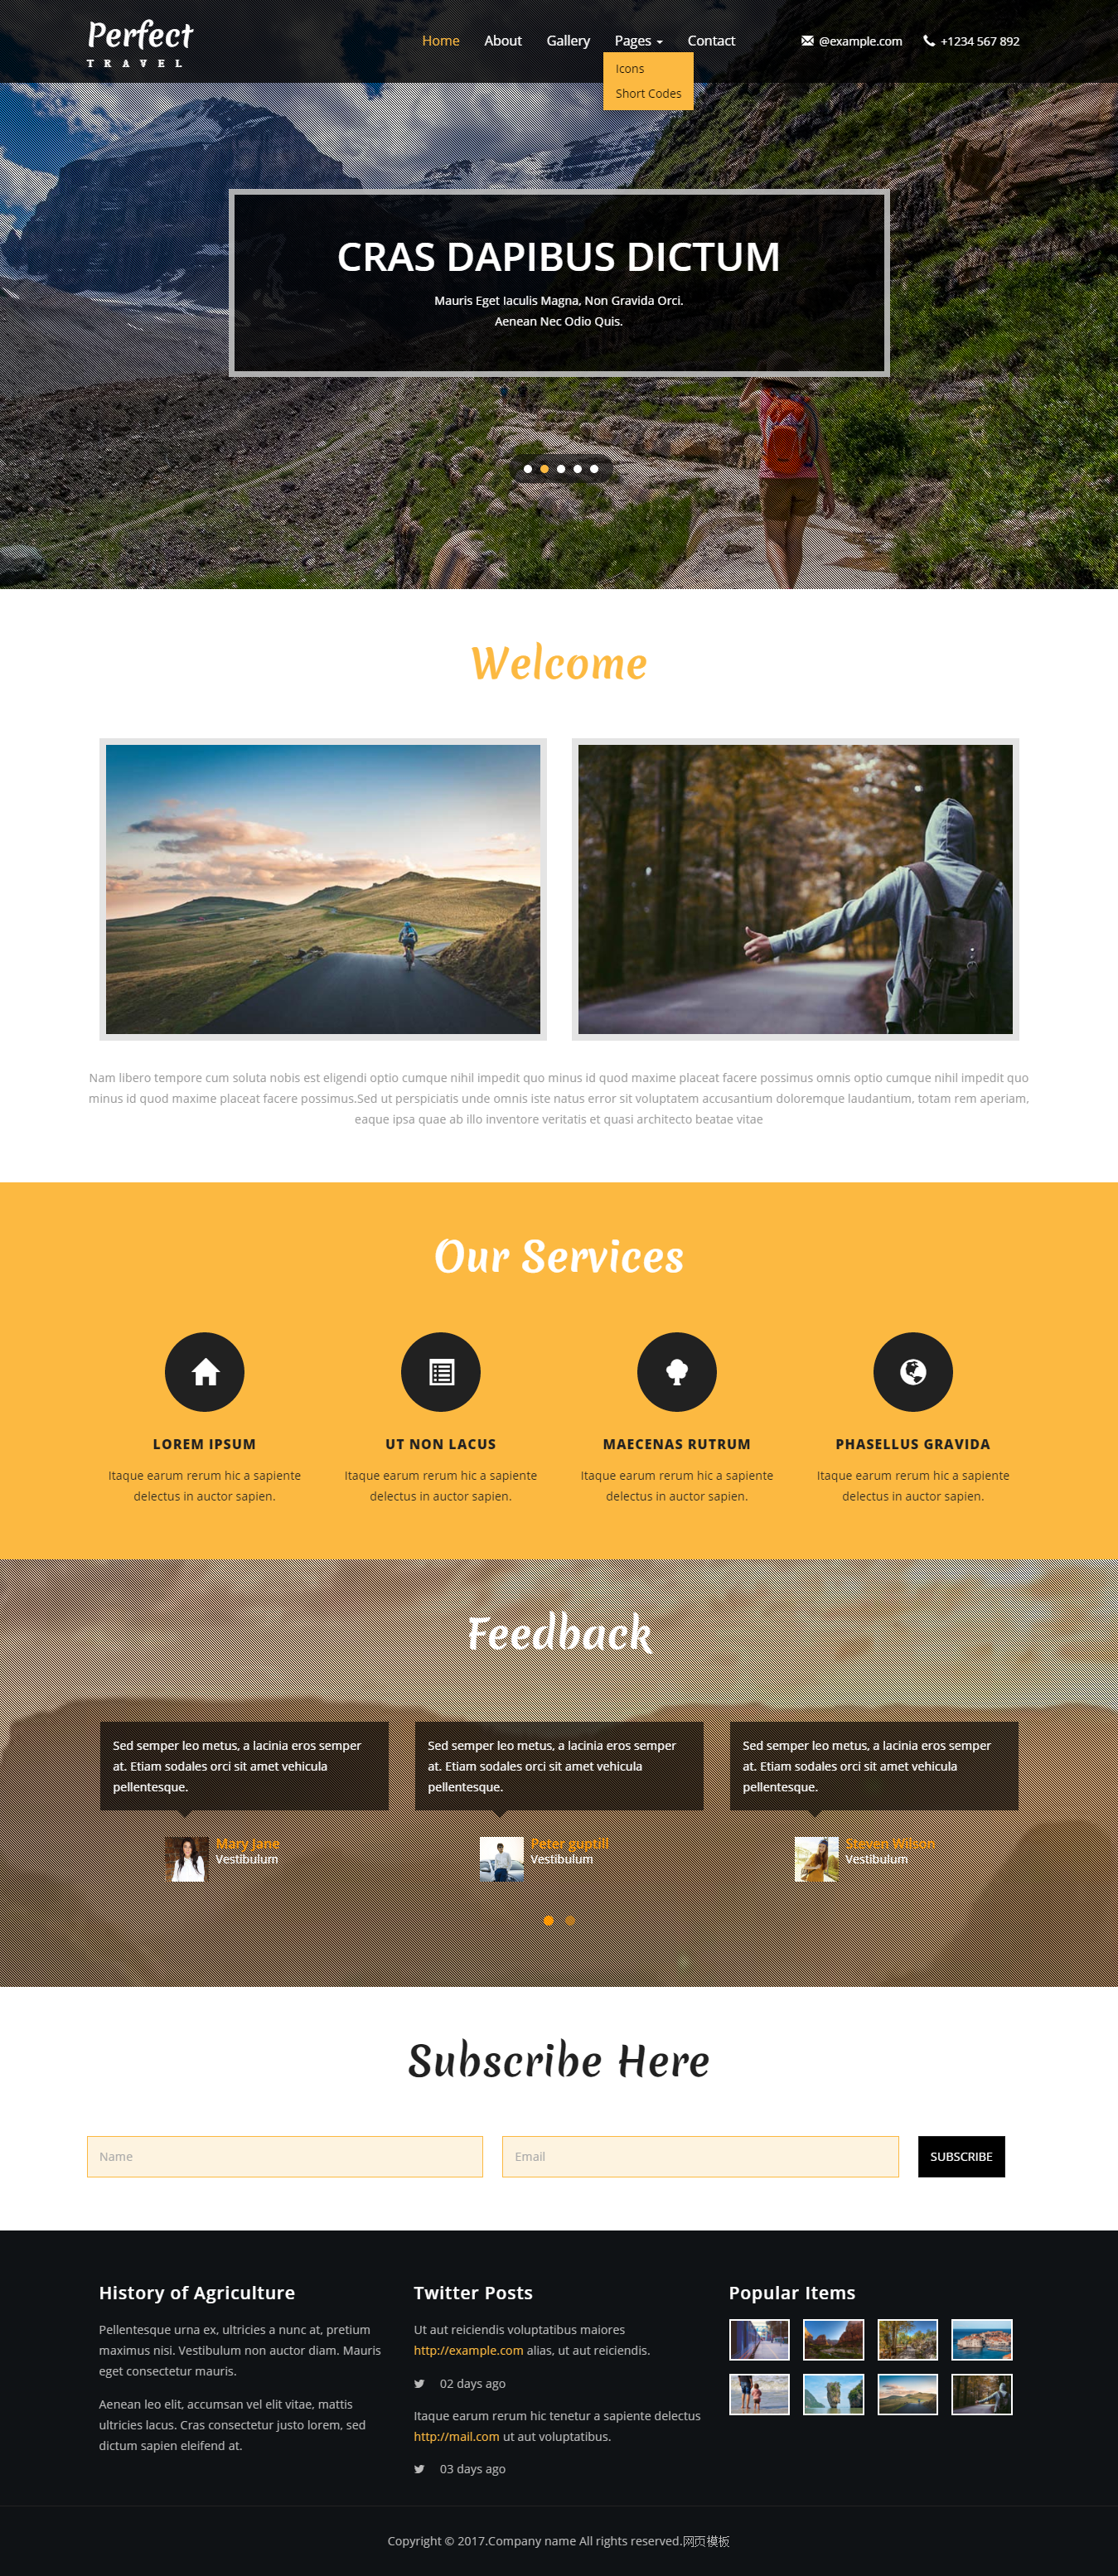 Perfect
TRAVEL
Home About Gallery Pages Contact
@example.com +1234 567 892
Icons
Short Codes
CRAS DAPIBUS DICTUM
Mauris Eget Iaculis Magna, Non Gravida Orci.
Aenean Nec Odio Quis.
Welcome
Nam libero tempore cum soluta nobis est eligendi optio cumque nihil impedit quo minus id quod maxime placeat facere possimus omnis optio cumque nihil impedit quo
minus id quod maxime placeat facere possimus.Sed ut perspiciatis unde omnis iste natus error sit voluptatem accusantium doloremque laudantium, totam rem aperiam,
eaque ipsa quae ab illo inventore veritatis et quasi architecto beatae vitae
Our Services
LOREM IPSUM
Itaque earum rerum hic a sapiente
delectus in auctor sapien.
UT NON LACUS
Itaque earum rerum hic a sapiente
delectus in auctor sapien.
MAECENAS RUTRUM
Itaque earum rerum hic a sapiente
delectus in auctor sapien.
PHASELLUS GRAVIDA
Itaque earum rerum hic a sapiente
delectus in auctor sapien.
Feedback
Sed semper leo metus, a lacinia eros semper
at. Etiam sodales orci sit amet vehicula
pellentesque.
Mary Jane
Vestibulum
Sed semper leo metus, a lacinia eros semper
at. Etiam sodales orci sit amet vehicula
pellentesque.
Peter guptill
Vestibulum
Sed semper leo metus, a lacinia eros semper
at. Etiam sodales orci sit amet vehicula
pellentesque.
Steven Wilson
Vestibulum
Subscribe Here
Name
Email
SUBSCRIBE
History of Agriculture
Pellentesque urna ex, ultricies a nunc at, pretium
maximus nisi. Vestibulum non auctor diam. Mauris
eget consectetur mauris.
Aenean leo elit, accumsan vel elit vitae, mattis
ultricies lacus. Cras consectetur justo lorem, sed
dictum sapien eleifend at.
Twitter Posts
Ut aut reiciendis voluptatibus maiores
http://example.com alias, ut aut reiciendis.
02 days ago
Itaque earum rerum hic tenetur a sapiente delectus
http://mail.com ut aut voluptatibus.
03 days ago
Popular Items
Copyright © 2017.Company name All rights reserved.网页模板